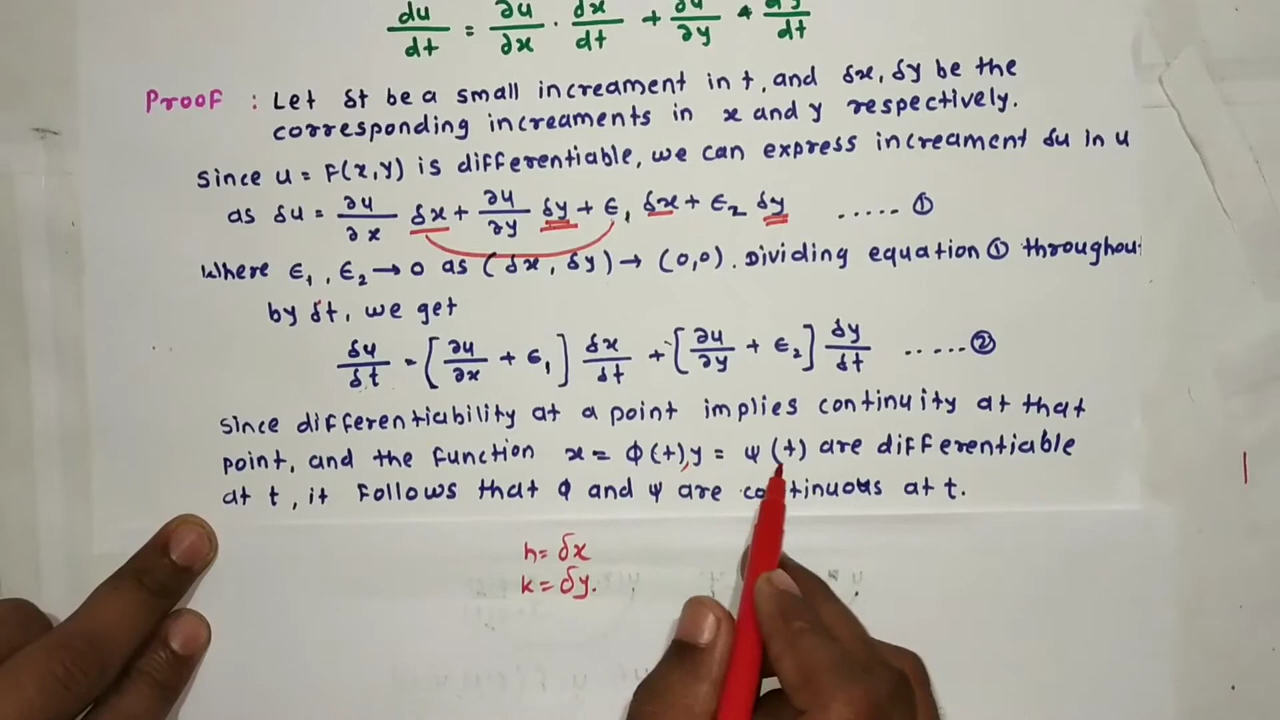 du/dt = ∂u/∂x · dx/dt + ∂u/∂y · dy/dt
Proof : Let δt be a small increament in t, and δx, δy be the
corresponding increaments in x and y respectively.
Since u = F(x,y) is differentiable, we can express increament δu in u
as δu = ∂u/∂x δx + ∂u/∂y δy + ε₁ δx + ε₂ δy ..... ①
Where ε₁, ε₂ → 0 as (δx, δy) → (0,0). Dividing equation ① throughout
by δt, we get
δu/δt = [∂u/∂x + ε₁] δx/δt + [∂u/∂y + ε₂] δy/δt ..... ②
Since differentiability at a point implies continuity at that
point, and the function x = φ(t), y = ψ(t) are differentiable
at t, it follows that φ and ψ are continuous at t.
h = δx
k = δy.